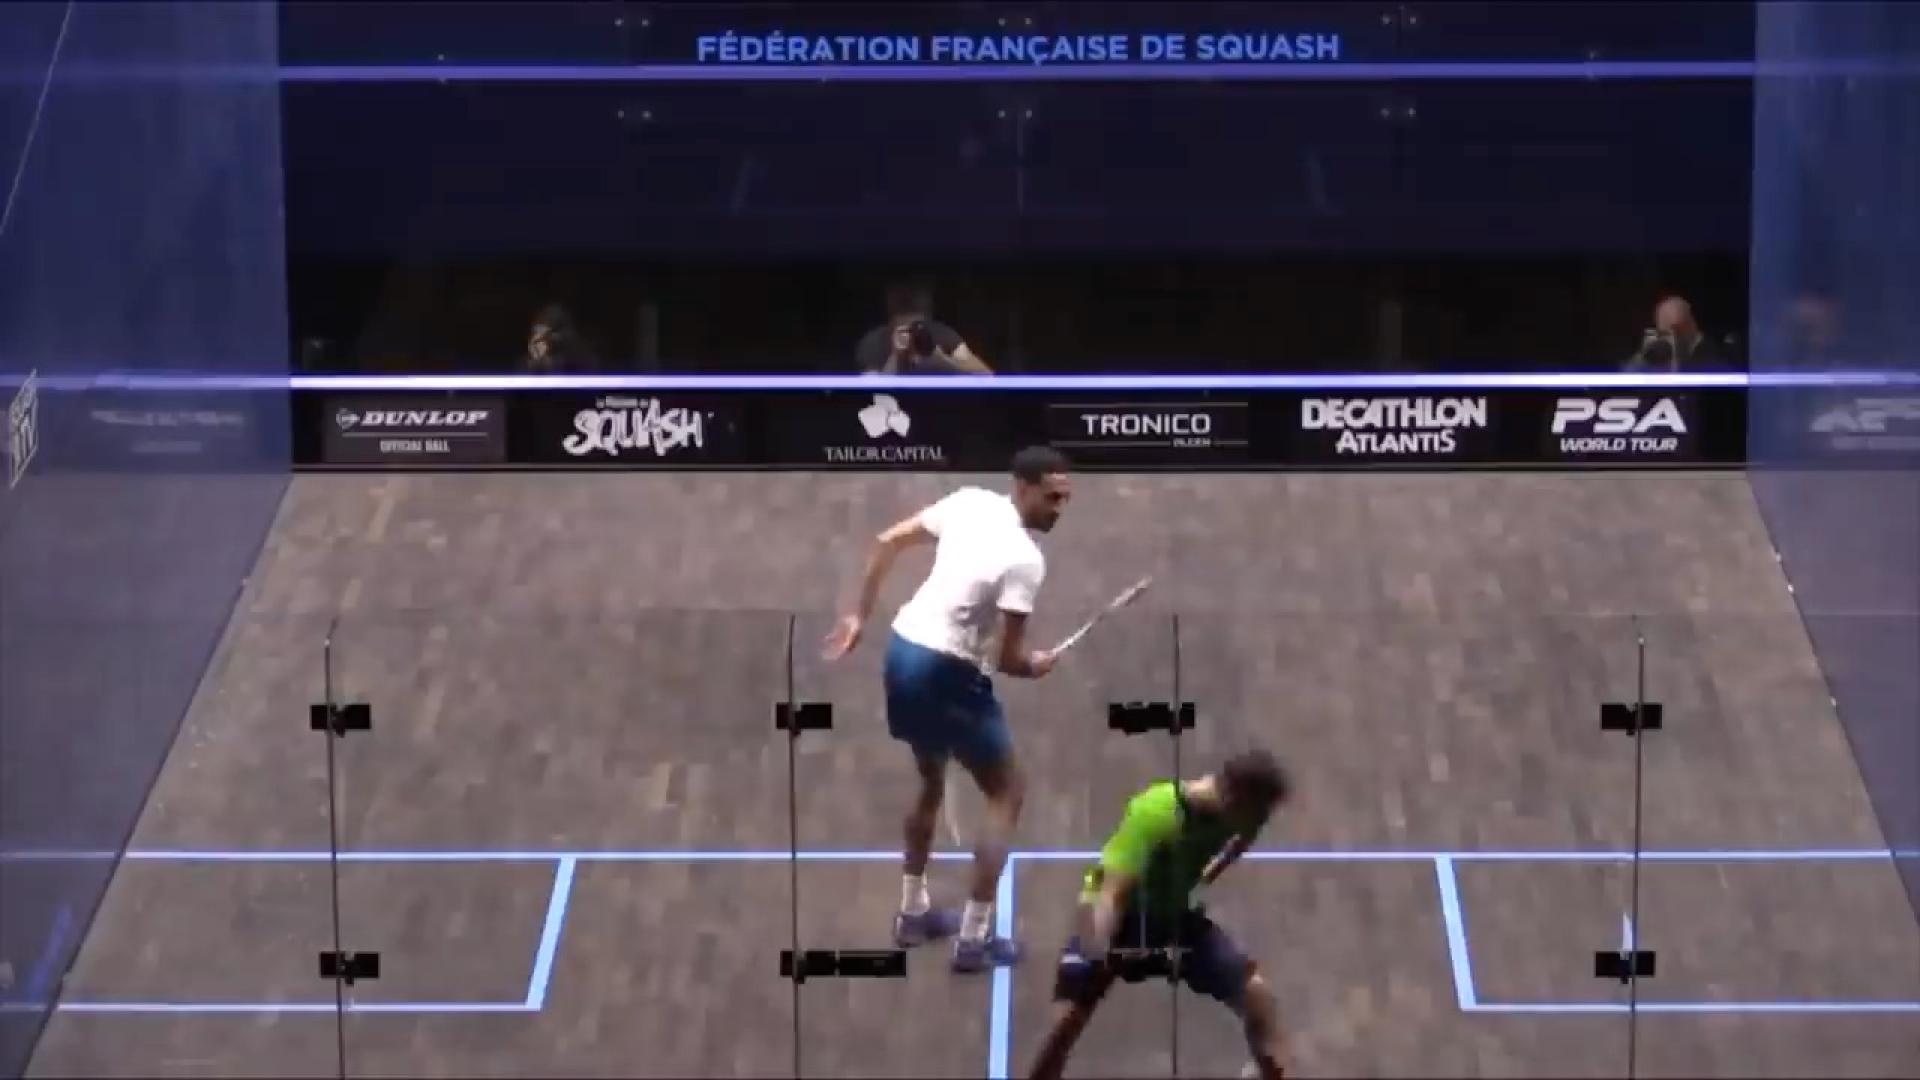 FÉDÉRATION FRANÇAISE DE SQUASH
DUNLOP
OFFICIAL BALL
SQUASH
TAILOR CAPITAL
TRONICO
DECATHLON
ATLANTIS
PSA
WORLD TOUR